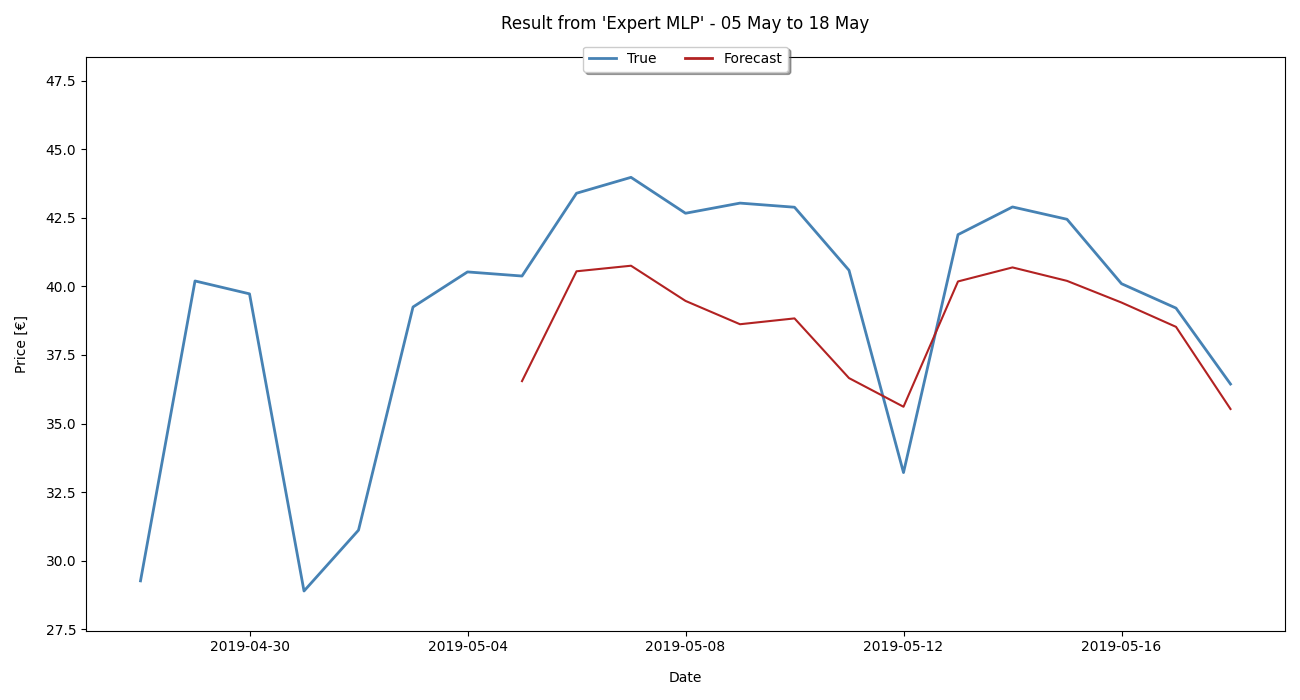 Result from 'Expert MLP' - 05 May to 18 May
True Forecast
47.5
45.0
42.5
40.0
37.5
35.0
32.5
30.0
27.5
Price [€]
2019-04-30 2019-05-04 2019-05-08 2019-05-12 2019-05-16
Date